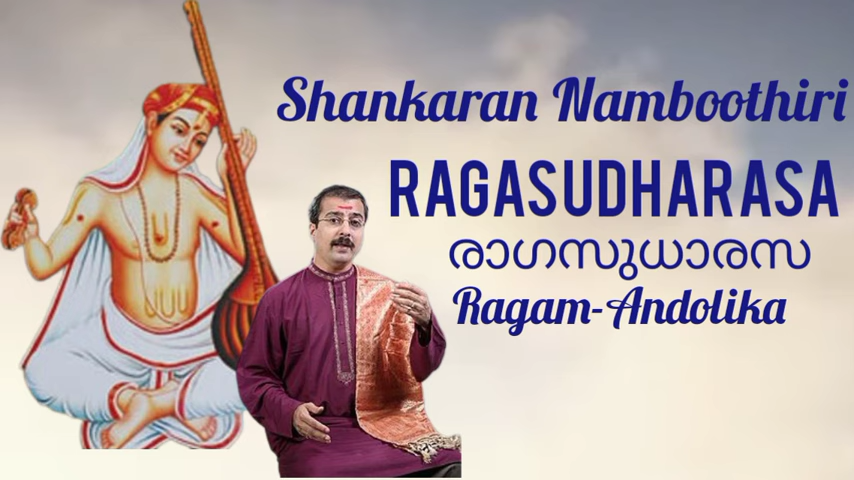 Shankaran Namboothiri
RAGASUDHARASA
രാഗസുധാരസ
Ragam-Andolika